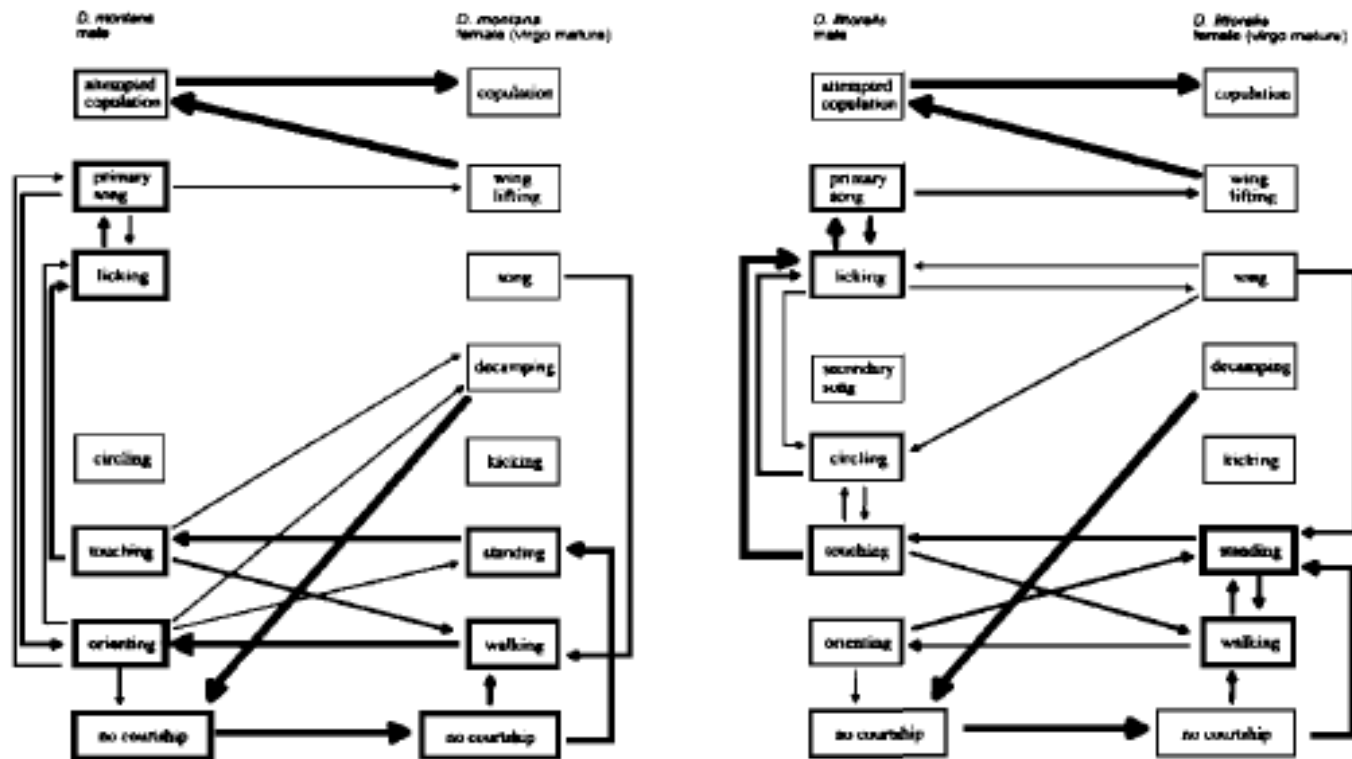 D. montana
male
D. montana
female (virgo mature)
attempted
copulation
copulation
primary
song
wing
lifting
licking
song
decamping
circling
kicking
touching
standing
orienting
walking
no courtship
no courtship
D. littoralis
male
D. littoralis
female (virgo mature)
attempted
copulation
copulation
primary
song
wing
lifting
licking
song
secondary
song
decamping
circling
kicking
touching
standing
orienting
walking
no courtship
no courtship